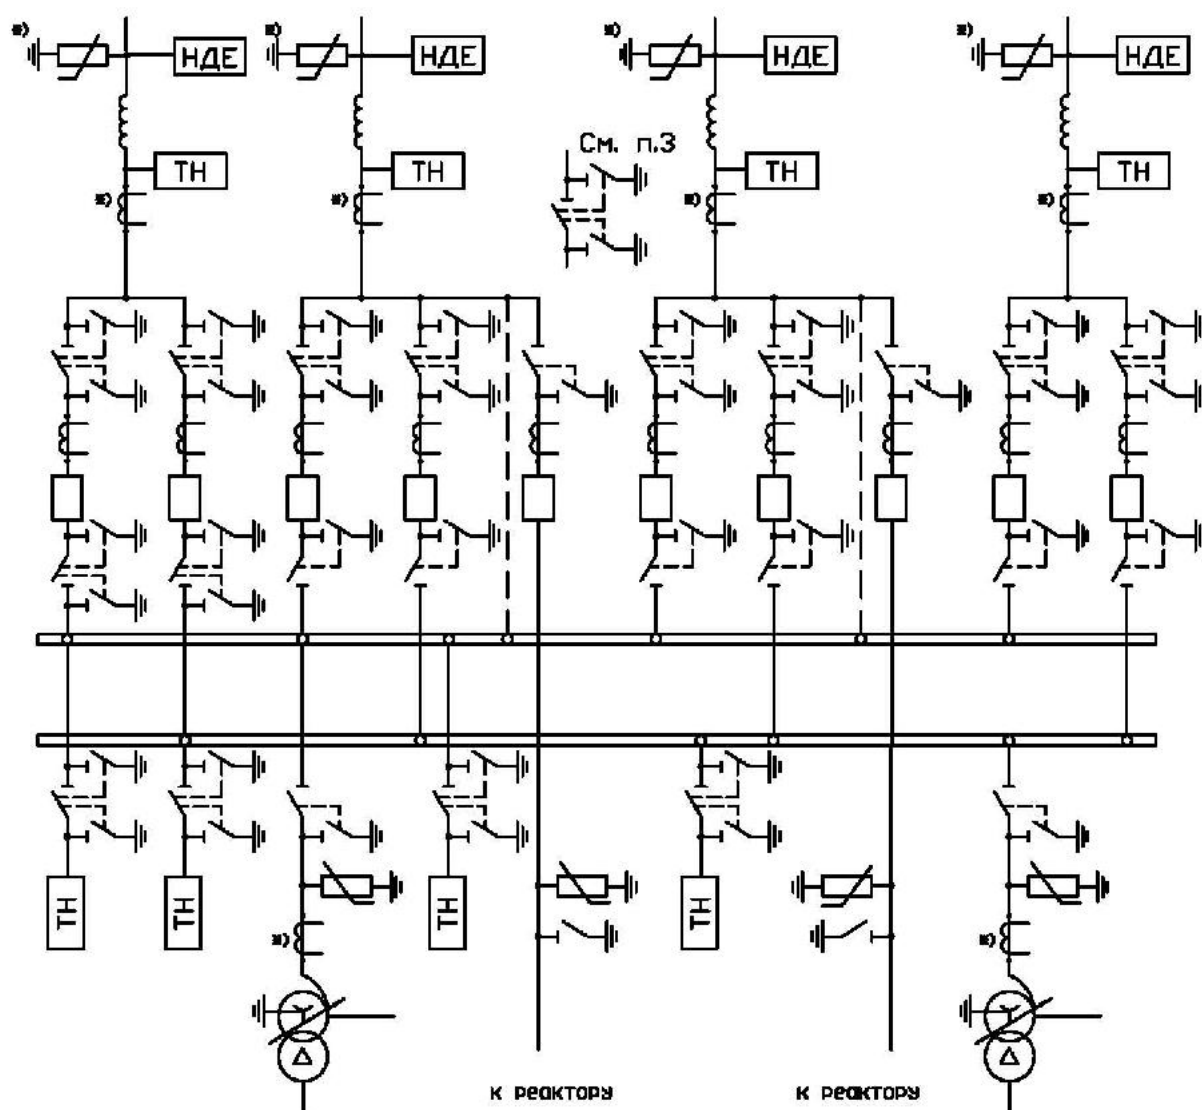 ж) НДЕ ж) НДЕ ж) НДЕ ж) НДЕ
См. п.3
ТН ТН ТН ТН
ж) ж) ж) ж)
ТН ТН ТН ТН
ж) ж)
к реактору к реактору